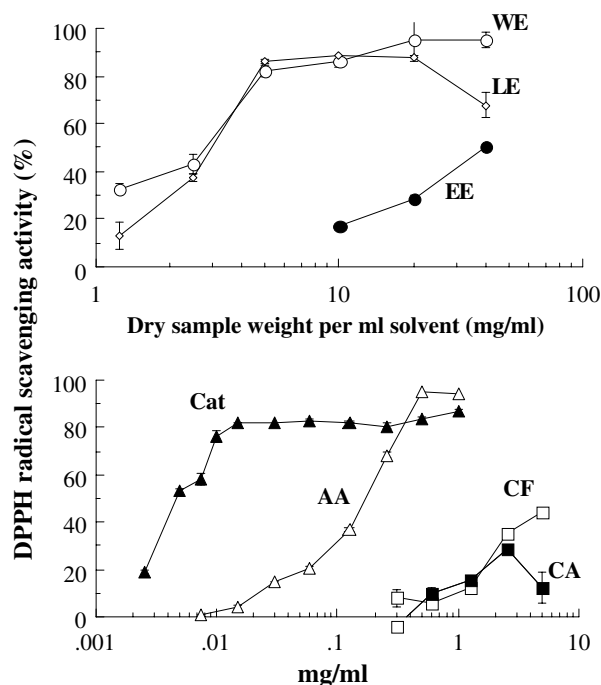 100
80
60
40
20
0
WE
LE
EE
1
10
100
Dry sample weight per ml solvent (mg/ml)
DPPH radical scavenging activity (%)
100
80
60
40
20
0
Cat
AA
CF
CA
.001
.01
.1
1
10
mg/ml